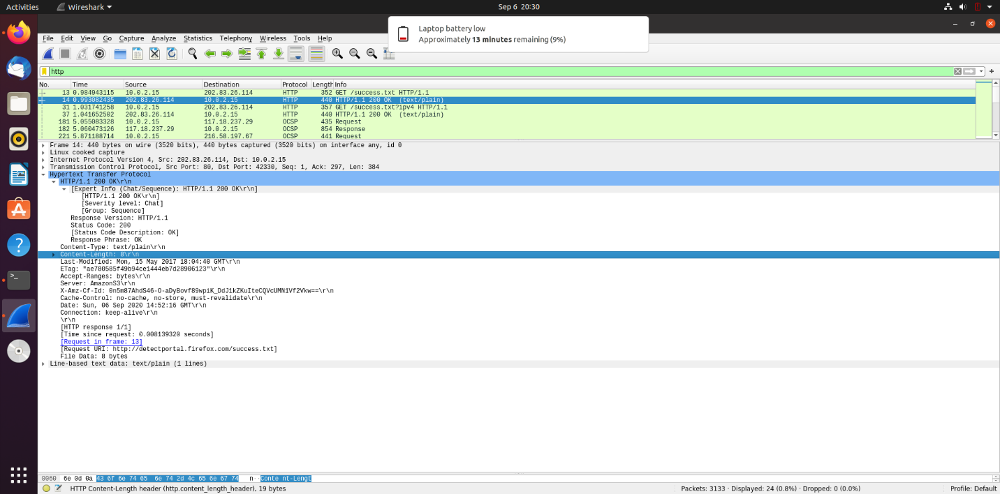 Activities Wireshark Sep 6 20:30
Laptop battery low
Approximately 13 minutes remaining (9%)
File Edit View Go Capture Analyze Statistics Telephony Wireless Tools Help
http
No. Time Source Destination Protocol Length Info
13 0.984943115 10.0.2.15 202.83.26.114 HTTP 352 GET /success.txt HTTP/1.1
14 0.993082435 202.83.26.114 10.0.2.15 HTTP 440 HTTP/1.1 200 OK (text/plain)
31 1.031741258 10.0.2.15 202.83.26.114 HTTP 357 GET /success.txt?ipv4 HTTP/1.1
37 1.041652502 202.83.26.114 10.0.2.15 HTTP 440 HTTP/1.1 200 OK (text/plain)
181 5.055083328 10.0.2.15 117.18.237.29 OCSP 435 Request
182 5.060473126 117.18.237.29 10.0.2.15 OCSP 854 Response
221 5.871188714 10.0.2.15 216.58.197.67 OCSP 441 Request
Frame 14: 440 bytes on wire (3520 bits), 440 bytes captured (3520 bits) on interface any, id 0
Linux cooked capture
Internet Protocol Version 4, Src: 202.83.26.114, Dst: 10.0.2.15
Transmission Control Protocol, Src Port: 80, Dst Port: 42330, Seq: 1, Ack: 297, Len: 384
Hypertext Transfer Protocol
HTTP/1.1 200 OK\r\n
[Expert Info (Chat/Sequence): HTTP/1.1 200 OK\r\n]
[HTTP/1.1 200 OK\r\n]
[Severity level: Chat]
[Group: Sequence]
Response Version: HTTP/1.1
Status Code: 200
[Status Code Description: OK]
Response Phrase: OK
Content-Type: text/plain\r\n
Content-Length: 8\r\n
Last-Modified: Mon, 15 May 2017 18:04:40 GMT\r\n
ETag: "ae780585f49b94ce1444eb7d28906123"\r\n
Accept-Ranges: bytes\r\n
Server: AmazonS3\r\n
X-Amz-Cf-Id: 0n5m87AhdS46-O-aDyBovf89wpiK_DdJ1kZKuIteCQVcUMN1Vf2Vkw==\r\n
Cache-Control: no-cache, no-store, must-revalidate\r\n
Date: Sun, 06 Sep 2020 14:52:16 GMT\r\n
Connection: keep-alive\r\n
\r\n
[HTTP response 1/1]
[Time since request: 0.008139320 seconds]
[Request in frame: 13]
[Request URI: http://detectportal.firefox.com/success.txt]
File Data: 8 bytes
Line-based text data: text/plain (1 lines)
0060 6e 0d 0a 43 6f 6e 74 65 6e 74 2d 4c 65 6e 67 74 n··Conte nt-Lengt
HTTP Content-Length header (http.content_length_header), 19 bytes Packets: 3133 · Displayed: 24 (0.8%) · Dropped: 0 (0.0%) Profile: Default